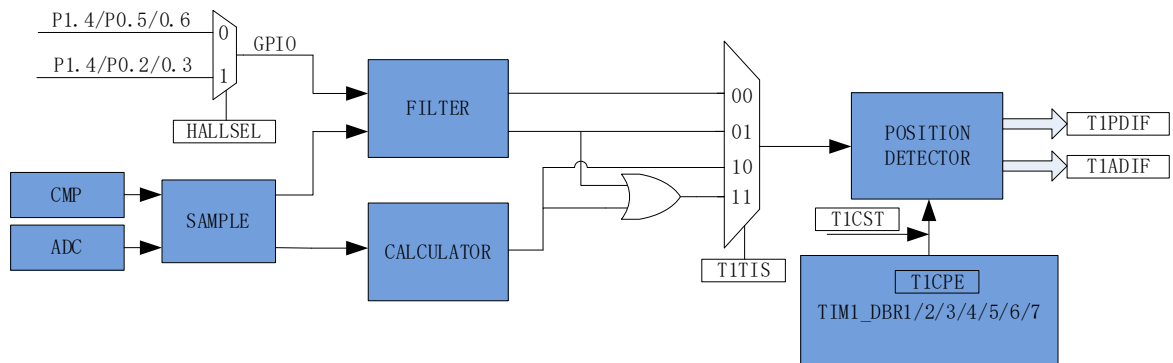 P1.4/P0.5/0.6
0
GPIO
P1.4/P0.2/0.3
1
HALLSEL
FILTER
00
01
10
11
POSITION
DETECTOR
T1PDIF
T1ADIF
CMP
ADC
SAMPLE
CALCULATOR
T1TIS
T1CST
T1CPE
TIM1_DBR1/2/3/4/5/6/7